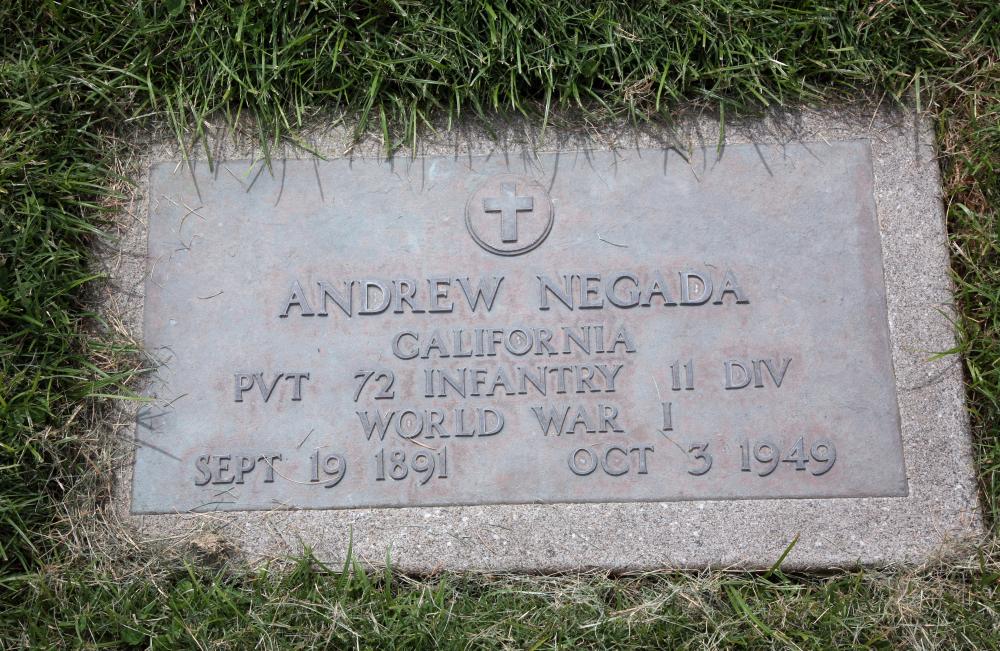 ANDREW NEGADA
CALIFORNIA
PVT 72 INFANTRY 11 DIV
WORLD WAR I
SEPT 19 1891 OCT 3 1949